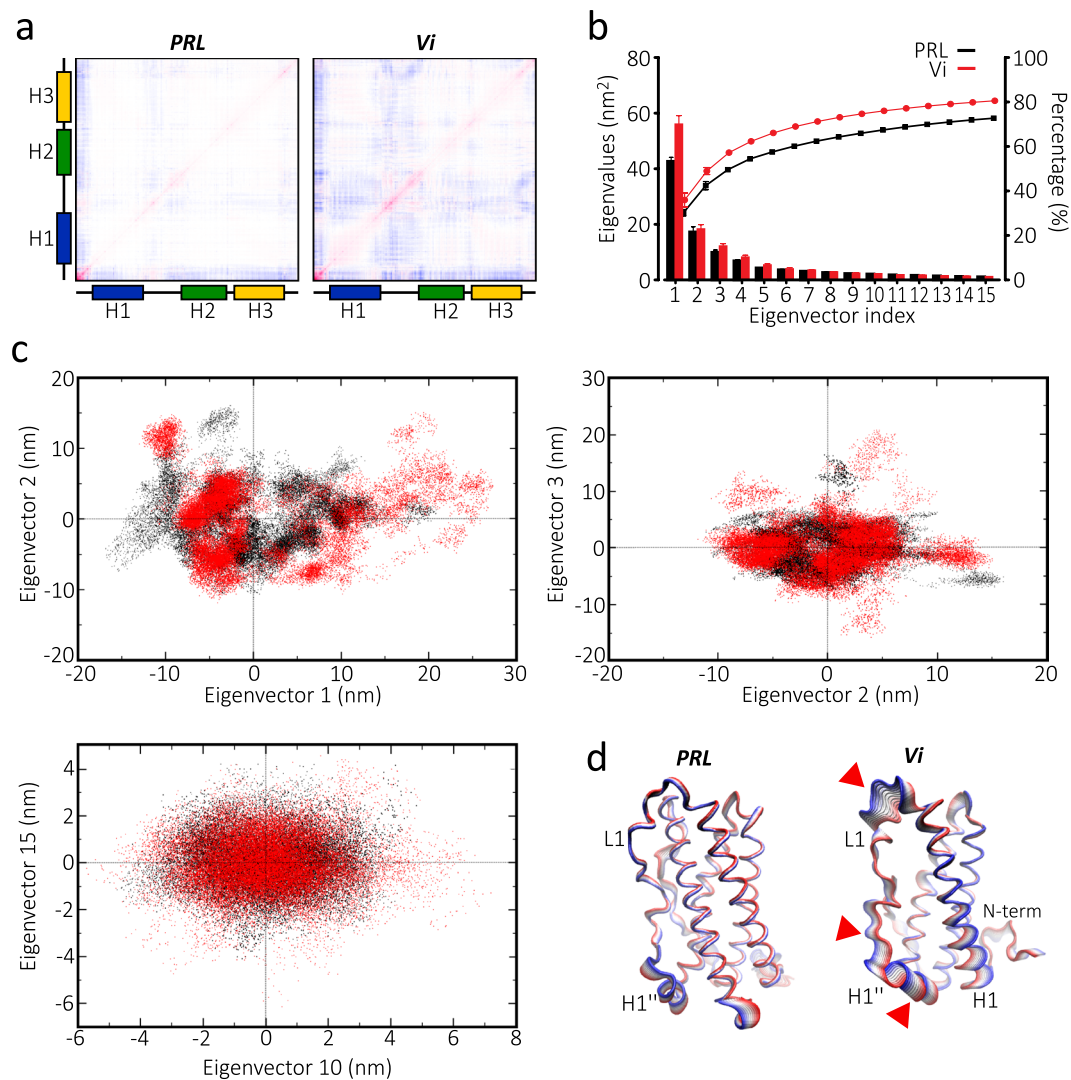 a
PRL
Vi
H3
H2
H1
H1
H2
H3
H1
H2
H3
b
PRL
Vi
80
60
40
20
0
Eigenvalues (nm²)
100
80
60
40
20
0
Percentage (%)
1 2 3 4 5 6 7 8 9 10 11 12 13 14 15
Eigenvector index
c
20
10
0
-10
-20
Eigenvector 2 (nm)
-20 -10 0 10 20 30
Eigenvector 1 (nm)
30
20
10
0
-10
-20
Eigenvector 3 (nm)
-20 -10 0 10 20
Eigenvector 2 (nm)
4
2
0
-2
-4
-6
Eigenvector 15 (nm)
-6 -4 -2 0 2 4 6 8
Eigenvector 10 (nm)
d
PRL
Vi
L1
H1''
L1
N-term
H1''
H1